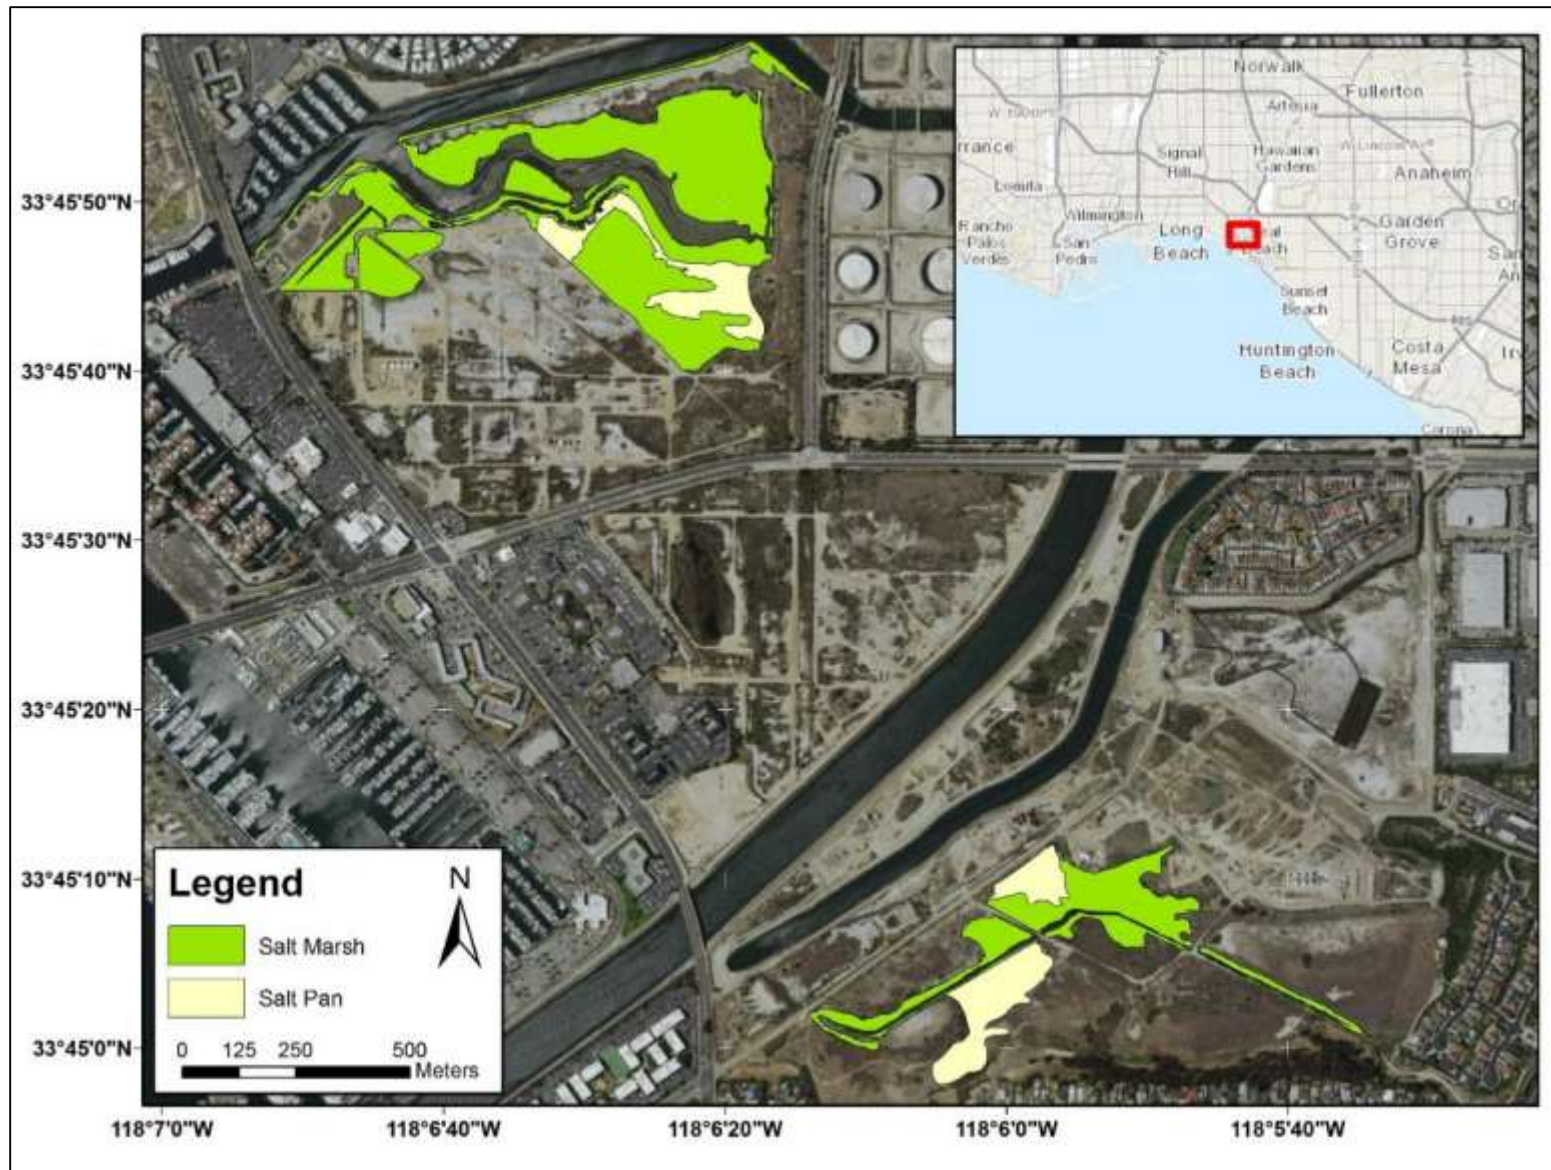 Norwalk
Fullerton
Artesia
rrance
Signal
Hill
Hawaiian
Gardens
Anaheim
Lomita
Wilmington
Garden
Grove
Rancho
Palos
Verdes
San
Pedro
Long
Beach
Beach
Sunset
Beach
Huntington
Beach
Costa
Mesa
Corona
33°45'50"N
33°45'40"N
33°45'30"N
33°45'20"N
33°45'10"N
33°45'0"N
Legend
N
Salt Marsh
Salt Pan
0 125 250 500
Meters
118°7'0"W 118°6'40"W 118°6'20"W 118°6'0"W 118°5'40"W